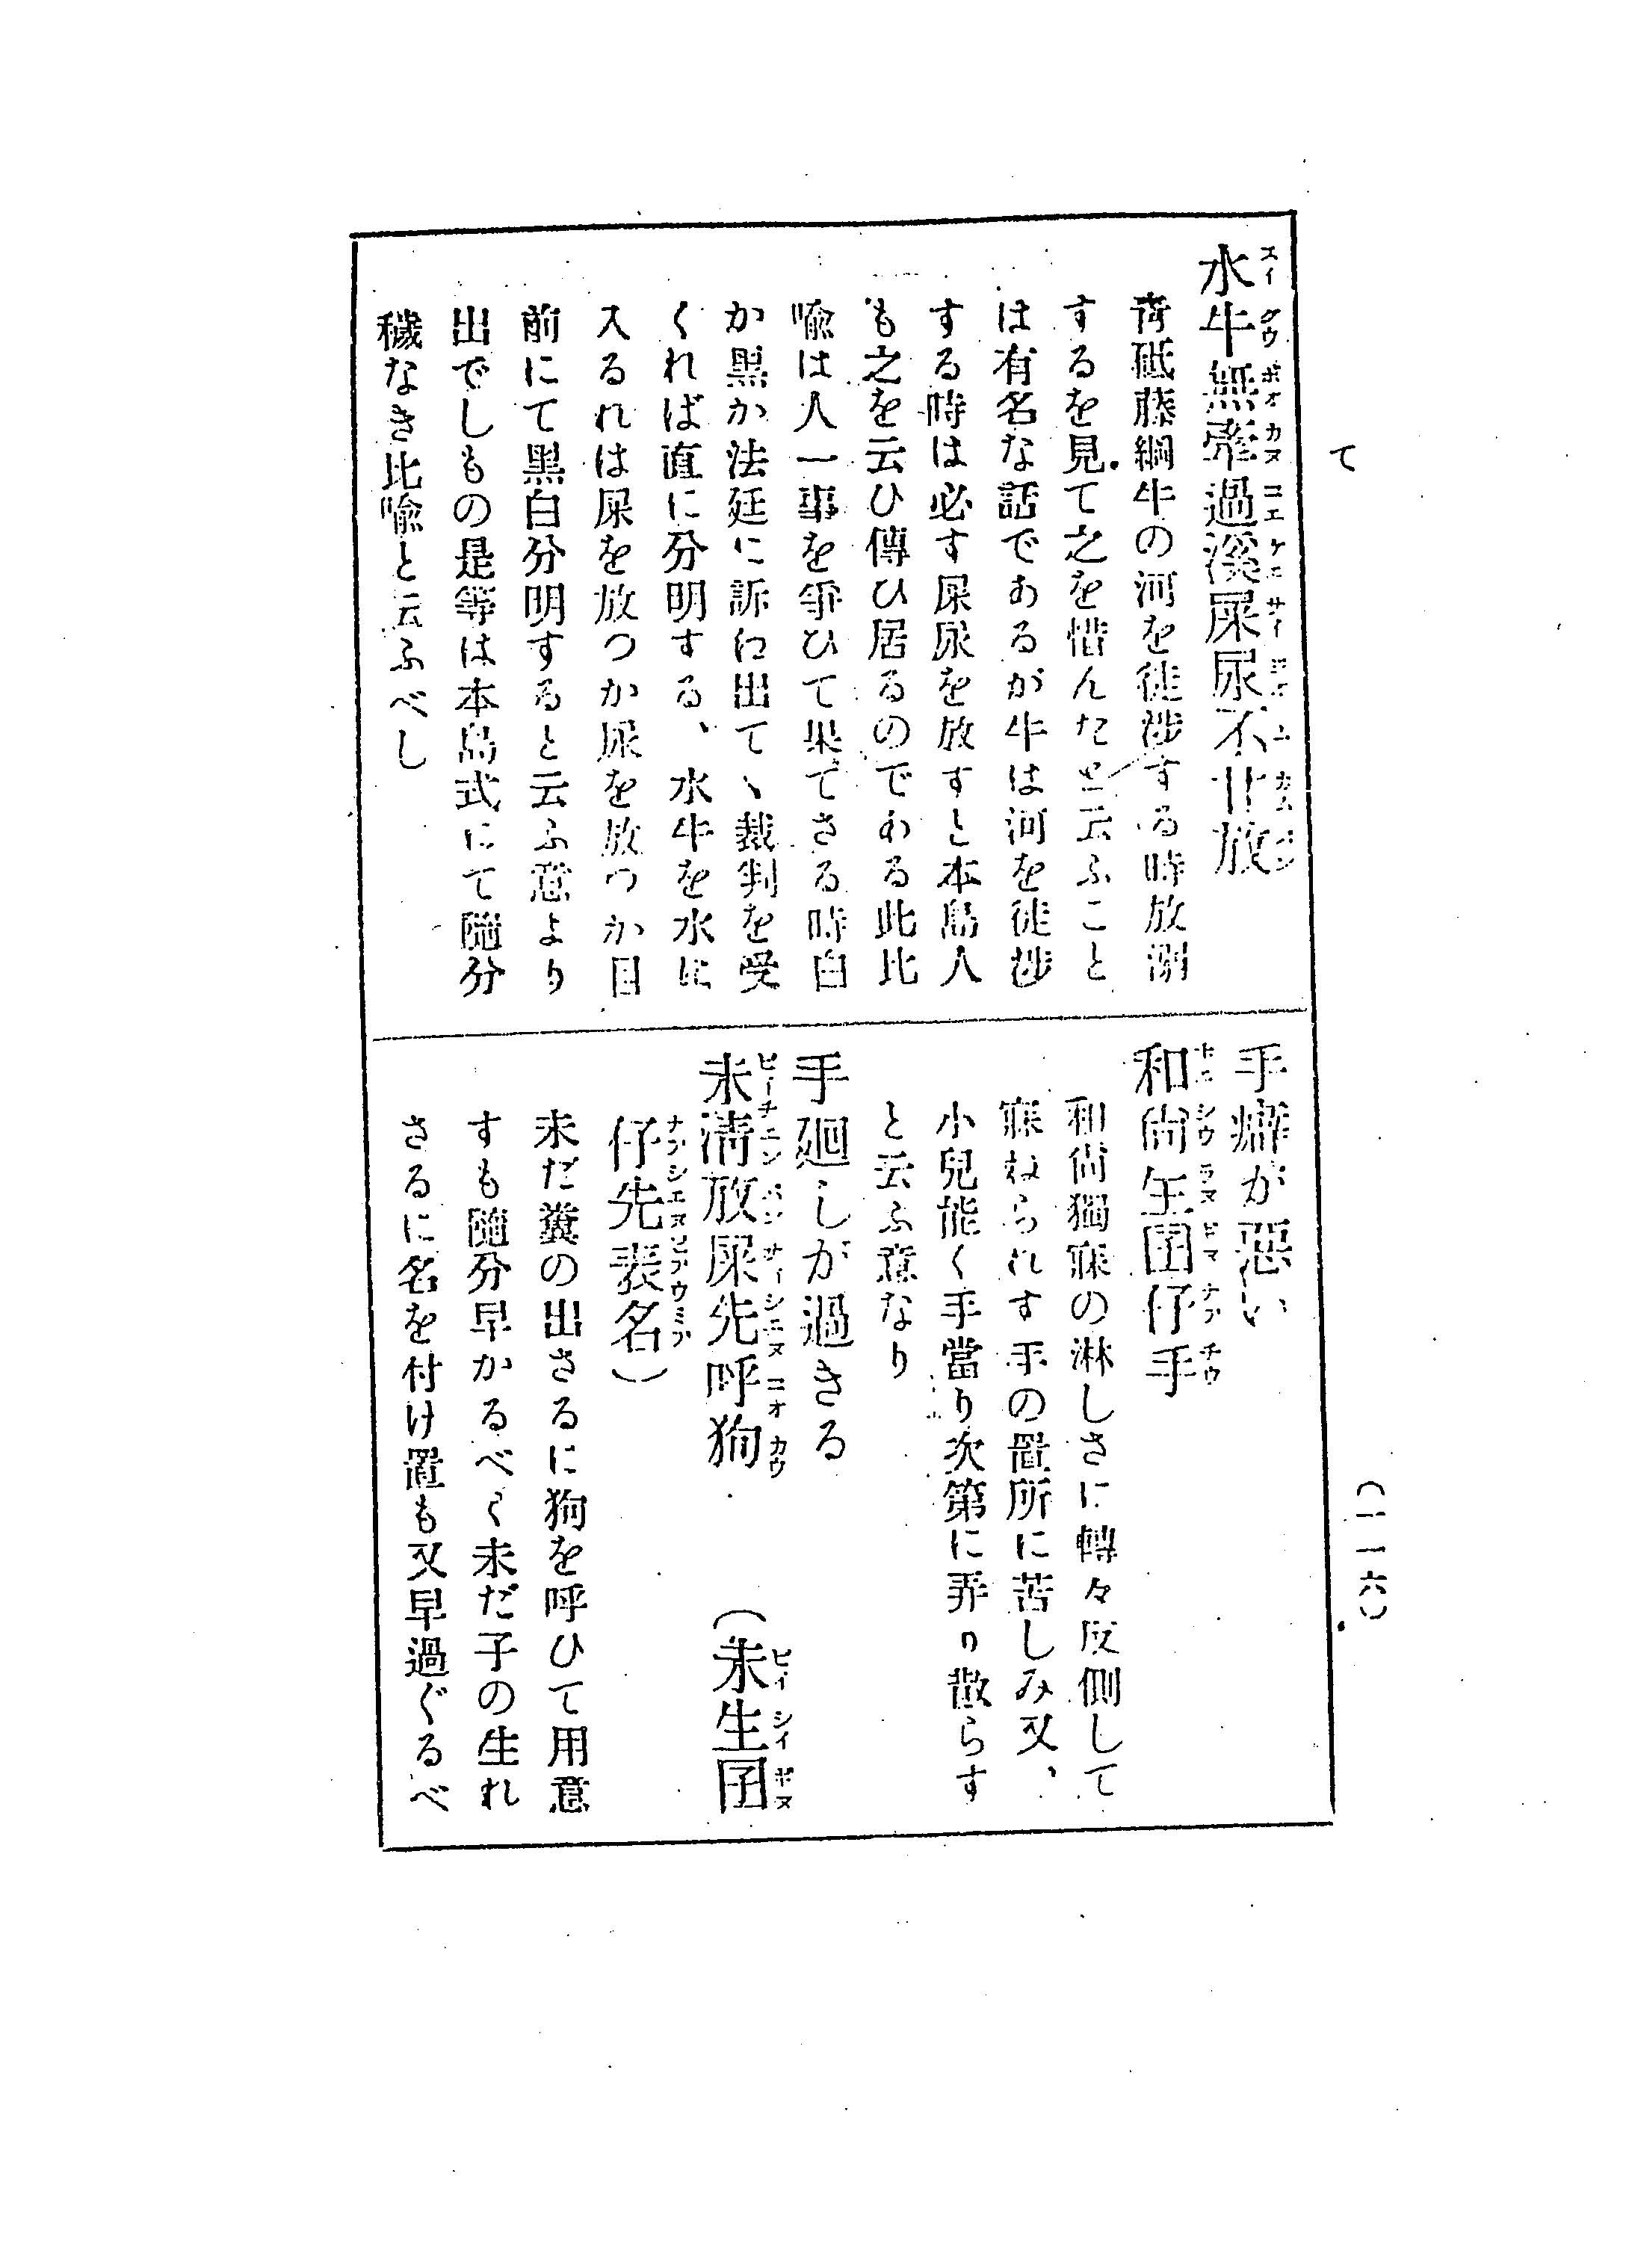 て
(一一六)
水牛無牽過溪屎尿不甘放
青砥藤綱牛の河を徒渉する時放溺
するを見て之を惜んたと云ふこと
は有名な話であるが牛は河を徒渉
する時は必す屎尿を放すと本島人
も之を云ひ傳ひ居るのである此比
喩は人一事を爭ひて果てさる時白
か黑か法廷に訴に出て、裁判を受
くれば直に分明する、水牛を水に
入るれは屎を放つか尿を放つか目
前にて黑白分明すると云ふ意より
出でしもの是等は本島式にて隨分
穢なき比喩と云ふべし
手癖が惡い
和尚生囝仔手
和尚獨寐の淋しさに轉々反側して
寐ねられす手の置所に苦しみ又、
小兒能く手當り次第に弄り散らす
と云ふ意なり
手廻しが過きる
未淸放屎先呼狗 (未生囝
仔先表名)
未だ糞の出さるに狗を呼ひて用意
すも隨分早かるべく未だ子の生れ
さるに名を付け置も又早過ぐるべ